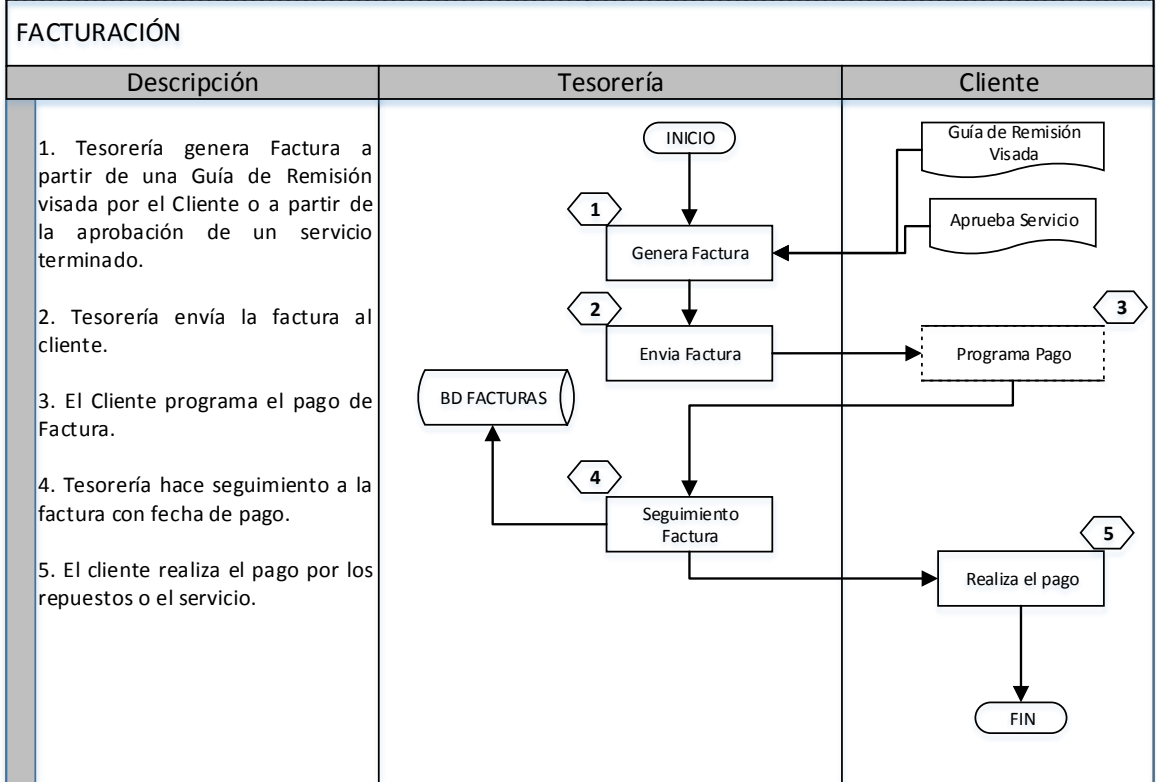 FACTURACIÓN
Descripción
Tesorería
Cliente
1. Tesorería genera Factura a
partir de una Guía de Remisión
visada por el Cliente o a partir de
la aprobación de un servicio
terminado.
2. Tesorería envía la factura al
cliente.
3. El Cliente programa el pago de
Factura.
4. Tesorería hace seguimiento a la
factura con fecha de pago.
5. El cliente realiza el pago por los
repuestos o el servicio.
INICIO
1
Genera Factura
2
Envia Factura
BD FACTURAS
4
Seguimiento
Factura
Guía de Remisión
Visada
Aprueba Servicio
3
Programa Pago
5
Realiza el pago
FIN